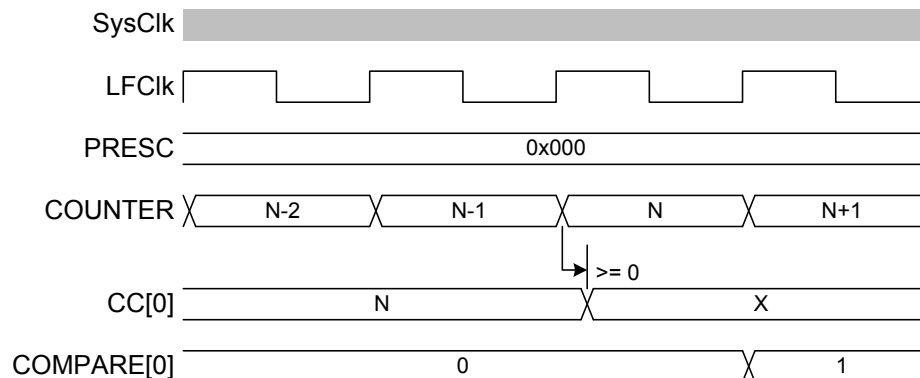 SysClk
LFClk
PRESC 0x000
COUNTER N-2 N-1 N N+1
>= 0
CC[0] N X
COMPARE[0] 0 1